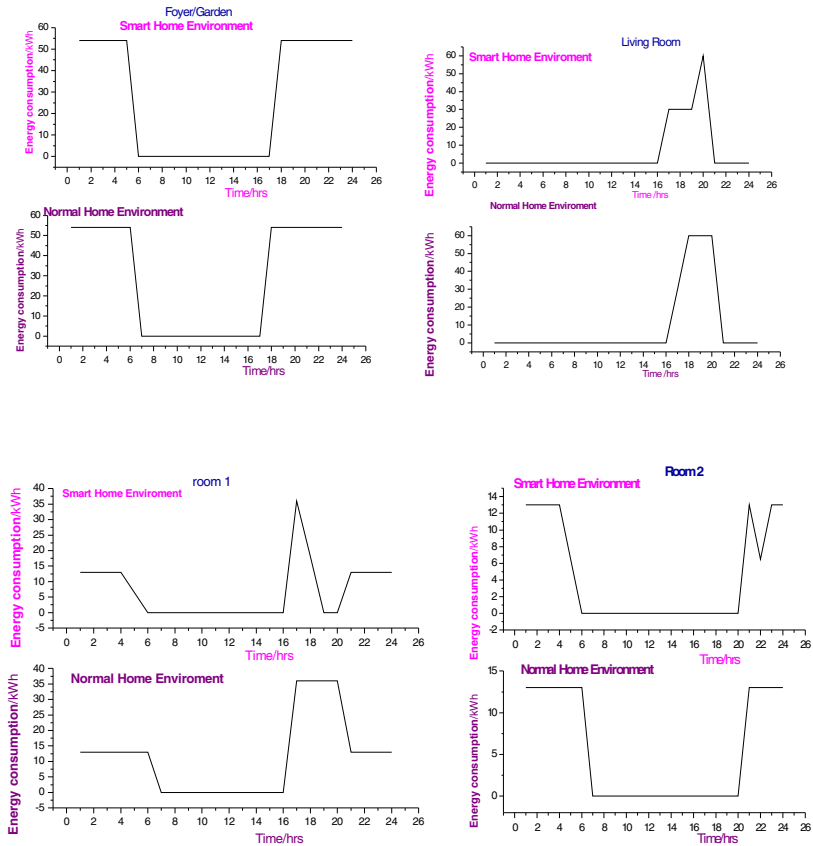 Foyer/Garden
Smart Home Environment
Energy consumption/kWh
60
50
40
30
20
10
0
0 2 4 6 8 10 12 14 16 18 20 22 24 26
Time/hrs
Living Room
Smart Home Enviroment
Energy consumption/kWh
60
50
40
30
20
10
0
0 2 4 6 8 10 12 14 16 18 20 22 24 26
Time/hrs
Normal Home Environment
Energy consumption/kWh
60
50
40
30
20
10
0
0 2 4 6 8 10 12 14 16 18 20 22 24 26
Time/hrs
Normal Home Enviroment
Energy consumption/kWh
60
50
40
30
20
10
0
0 2 4 6 8 10 12 14 16 18 20 22 24 26
Time/hrs
room 1
Smart Home Enviroment
Energy consumption/kWh
40
35
30
25
20
15
10
5
0
-5
0 2 4 6 8 10 12 14 16 18 20 22 24 26
Time/hrs
Room 2
Smart Home Environment
Energy consumption/kWh
14
12
10
8
6
4
2
0
-2
0 2 4 6 8 10 12 14 16 18 20 22 24 26
Time/hrs
Normal Home Enviroment
Energy consumption/kWh
40
35
30
25
20
15
10
5
0
-5
0 2 4 6 8 10 12 14 16 18 20 22 24 26
Time/hrs
Normal Home Environment
Energy consumption/kWh
15
10
5
0
0 2 4 6 8 10 12 14 16 18 20 22 24 26
Time/hrs